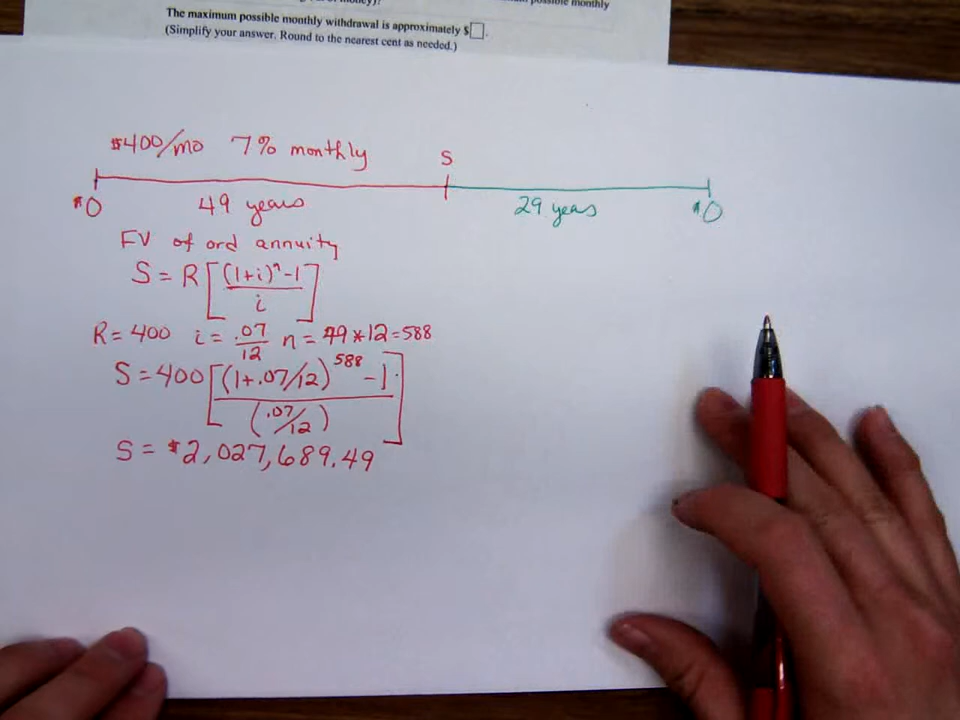 possible monthly
The maximum possible monthly withdrawal is approximately $
(Simplify your answer. Round to the nearest cent as needed.)
$400/mo 7% monthly S
$0 49 years 29 years $0
FV of ord annuity
S = R [ (1+i)^n - 1 / i ]
R = 400 i = .07/12 n = 49 * 12 = 588
S = 400 [ (1+.07/12)^588 - 1 / (.07/12) ]
S = $2,027,689.49